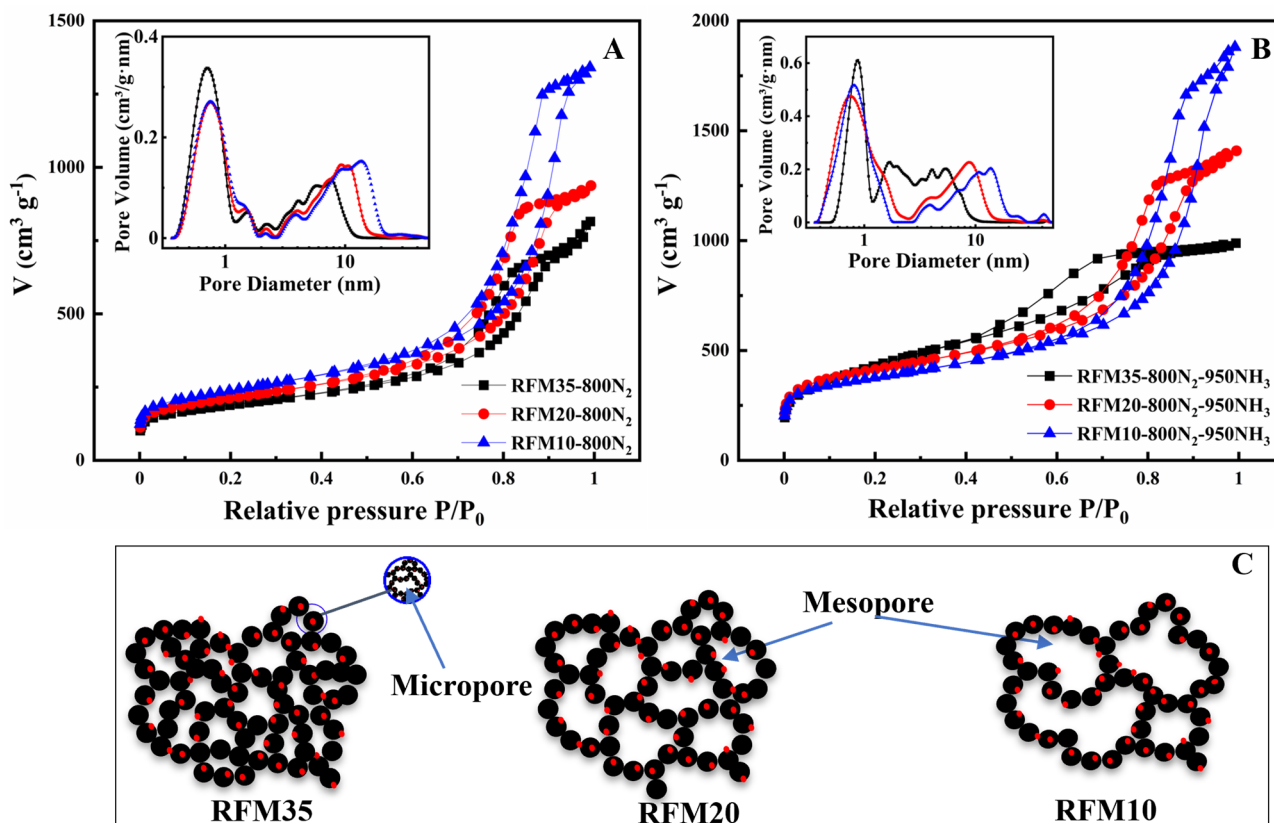 A
1500
1000
500
0
V (cm³ g⁻¹)
0 0.2 0.4 0.6 0.8 1
Relative pressure P/P₀
0.4
0.2
0
Pore Volume (cm³/g·nm)
1 10
Pore Diameter (nm)
RFM35-800N₂
RFM20-800N₂
RFM10-800N₂
B
2000
1500
1000
500
0
V (cm³ g⁻¹)
0 0.2 0.4 0.6 0.8 1
Relative pressure P/P₀
0.6
0.4
0.2
0.0
Pore Volume (cm³/g·nm)
1 10
Pore Diameter (nm)
RFM35-800N₂-950NH₃
RFM20-800N₂-950NH₃
RFM10-800N₂-950NH₃
C
Micropore
Mesopore
RFM35
RFM20
RFM10